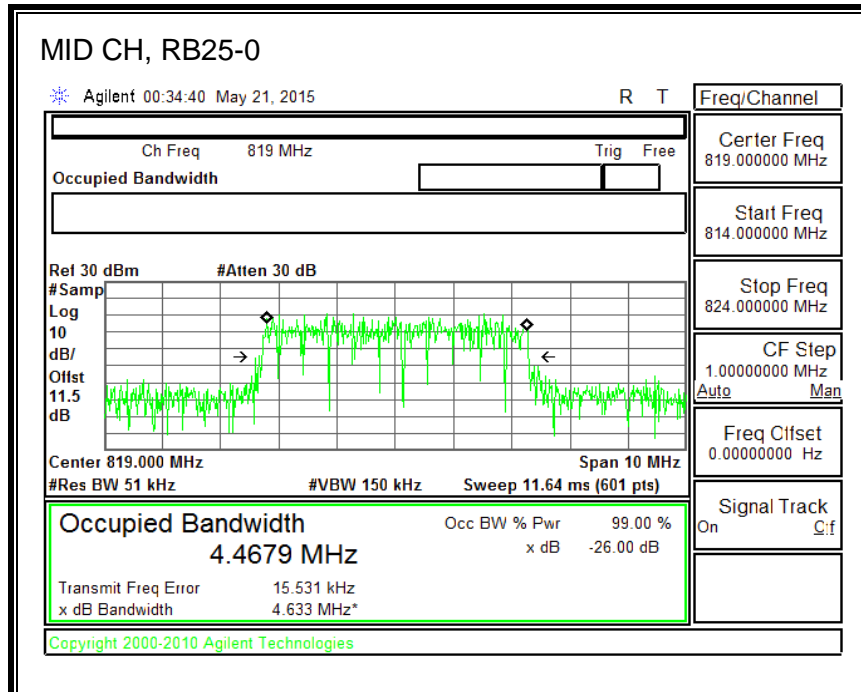 MID CH, RB25-0
Agilent 00:34:40 May 21, 2015 R T
Freq/Channel
Ch Freq 819 MHz Trig Free
Occupied Bandwidth
Center Freq
819.000000 MHz
Start Freq
814.000000 MHz
Stop Freq
824.000000 MHz
CF Step
1.00000000 MHz
Auto Man
Freq Offset
0.00000000 Hz
Signal Track
On Off
Ref 30 dBm #Atten 30 dB
#Samp
Log
10
dB/
Offst
11.5
dB
Center 819.000 MHz Span 10 MHz
#Res BW 51 kHz #VBW 150 kHz Sweep 11.64 ms (601 pts)
Occupied Bandwidth
4.4679 MHz
Occ BW % Pwr 99.00 %
x dB -26.00 dB
Transmit Freq Error 15.531 kHz
x dB Bandwidth 4.633 MHz*
Copyright 2000-2010 Agilent Technologies